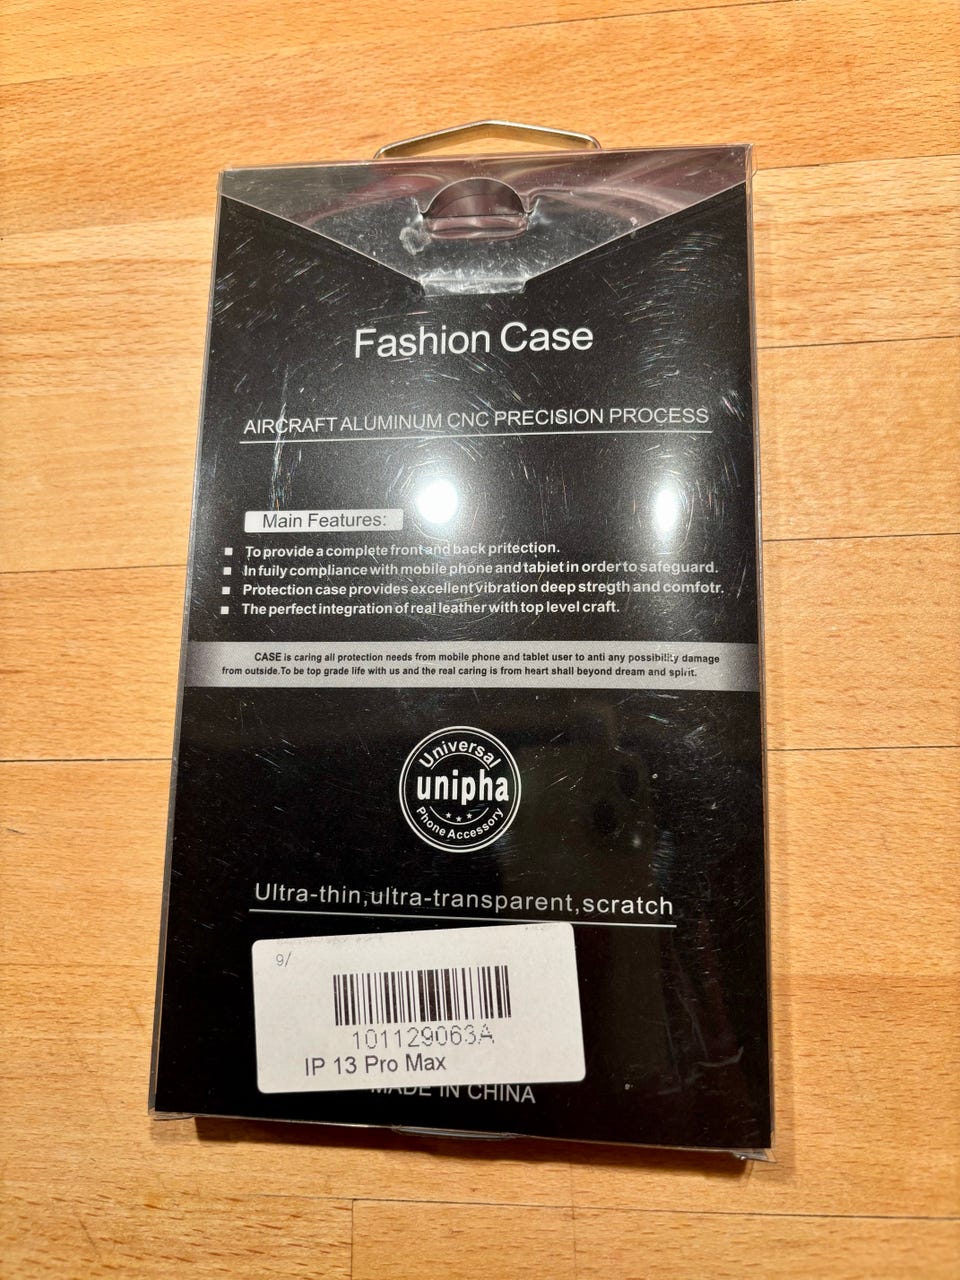 Fashion Case
AIRCRAFT ALUMINUM CNC PRECISION PROCESS
Main Features:
To provide a complete front and back pritection.
In fully compliance with mobile phone and tabiet in order to safeguard.
Protection case provides excellent vibration deep stregth and comfotr.
The perfect integration of real leather with top level craft.
CASE is caring all protection needs from mobile phone and tablet user to anti any possibility damage
from outside.To be top grade life with us and the real caring is from heart shall beyond dream and spirit.
Universal
unipha
Phone Accessory
Ultra-thin,ultra-transparent,scratch
9/
101129063A
IP 13 Pro Max
MADE IN CHINA